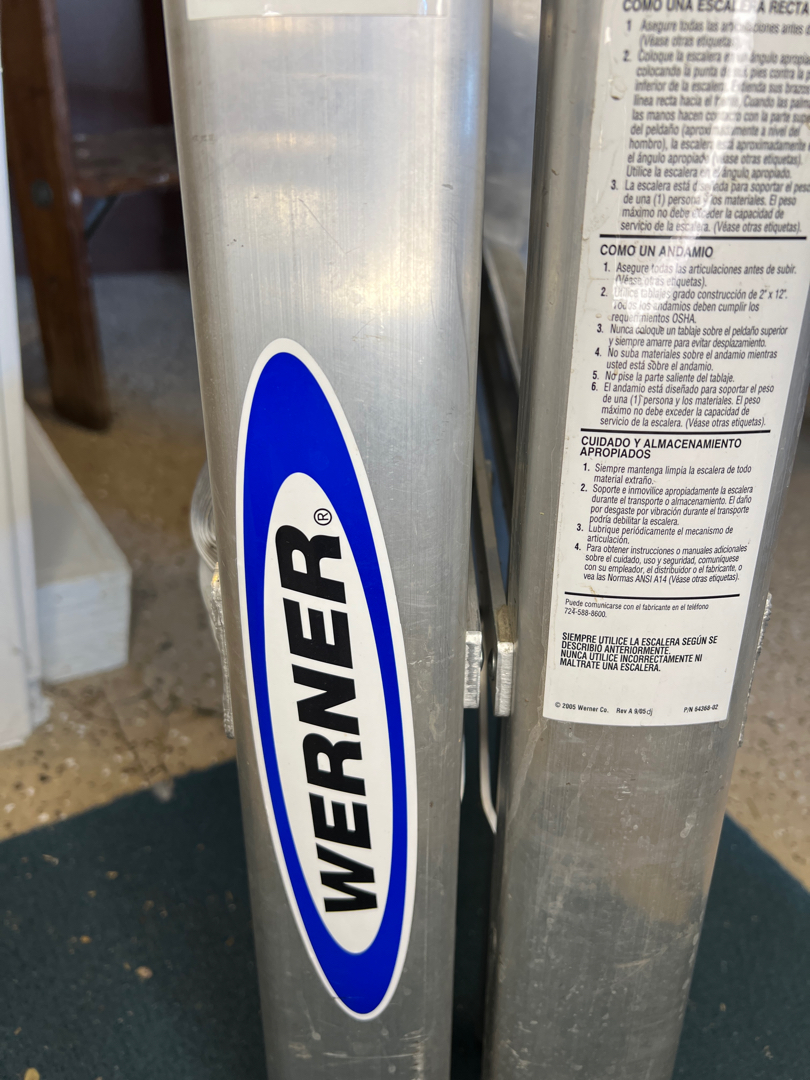 WERNER®
COMO UNA ESCALERA RECTA
1 Asegure todas las articulaciones antes d
(Véase otras etiquetas
2. Coloque la escalera en un ángulo apropia
colocando la punta de sus pies contra la
inferior de la escalera. Extienda sus brazos
línea recta hacia el frente. Cuando las pal
las manos hacen contacto con la parte supe
del peldaño (aproximadamente a nivel del
hombro), la escalera está aproximadamente
el ángulo apropiado (Véase otras etiquetas).
Utilice la escalera en el ángulo apropiado.
3. La escalera está diseñada para soportar el peso
de una (1) persona y los materiales. El peso
máximo no debe exceder la capacidad de
servicio de la escalera. (Véase otras etiquetas).
COMO UN ANDAMIO
1. Asegure todas las articulaciones antes de subir.
(Véase otras etiquetas).
2. Utilice tablajes grado construcción de 2" x 12".
Todos los andamios deben cumplir los
requerimientos OSHA.
3. Nunca coloque un tablaje sobre el peldaño superior
y siempre amarre para evitar desplazamiento.
4. No suba materiales sobre el andamio mientras
usted está sobre el andamio.
5. No pise la parte saliente del tablaje.
6. El andamio está diseñado para soportar el peso
de una (1) persona y los materiales. El peso
máximo no debe exceder la capacidad de
servicio de la escalera. (Véase otras etiquetas).
CUIDADO Y ALMACENAMIENTO
APROPIADOS
1. Siempre mantenga limpia la escalera de todo
material extraño.
2. Soporte e inmovilice apropiadamente la escalera
durante el transporte o almacenamiento. El daño
por desgaste por vibración durante el transporte
podría debilitar la escalera.
3. Lubrique periódicamente el mecanismo de
articulación.
4. Para obtener instrucciones o manuales adicionales
sobre el cuidado, uso y seguridad, comuníquese
con su empleador, el distribuidor o el fabricante, o
vea las Normas ANSI A14 (Véase otras etiquetas).
Puede comunicarse con el fabricante en el teléfono
724-588-8600.
SIEMPRE UTILICE LA ESCALERA SEGÚN SE
DESCRIBIÓ ANTERIORMENTE.
NUNCA UTILICE INCORRECTAMENTE NI
MALTRATE UNA ESCALERA.
© 2005 Werner Co. Rev A 9/05 clj P/N 64368-02